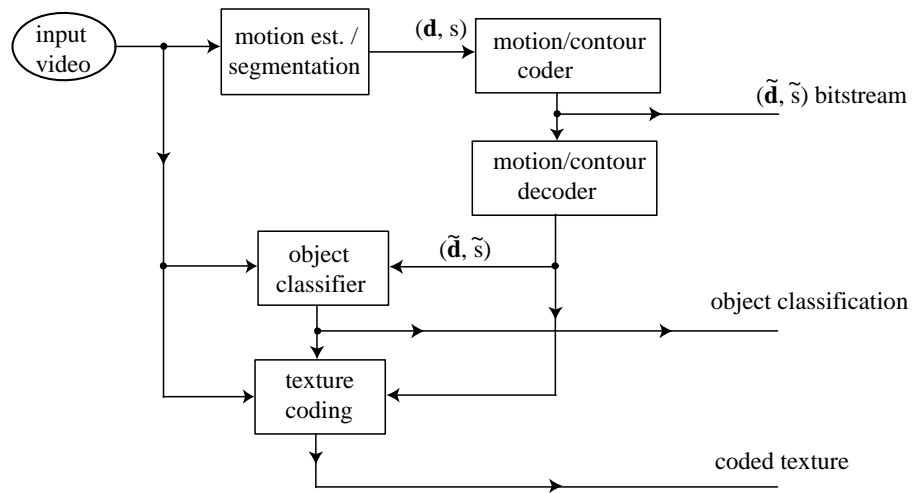 input
video
motion est. /
segmentation
(d, s)
motion/contour
coder
(d̃, s̃) bitstream
motion/contour
decoder
object
classifier
(d̃, s̃)
object classification
texture
coding
coded texture